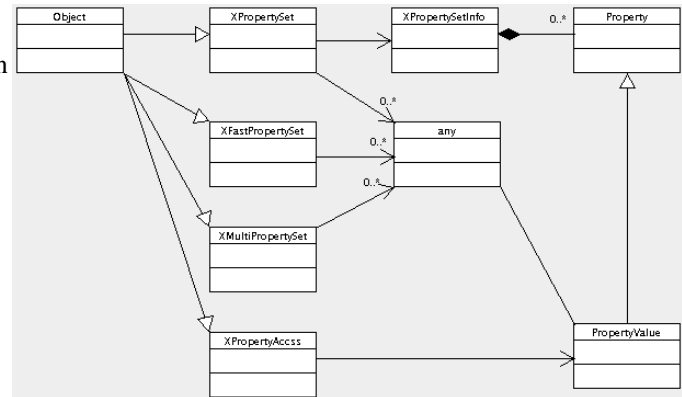 Object
XPropertySet
XPropertySetInfo
0..*
Property
0..*
XFastPropertySet
0..*
any
0..*
XMultiPropertySet
XPropertyAccss
PropertyValue